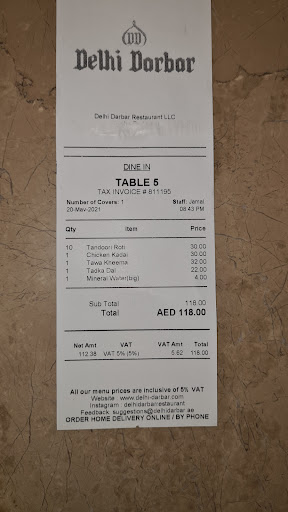 DD
Delhi Darbar
Delhi Darbar Restaurant LLC
DINE IN
TABLE 5
TAX INVOICE # 811195
Number of Covers: 1 Staff: Jamal
20-May-2021 08:43 PM
Qty Item Price
10 Tandoori Roti 30.00
1 Chicken Kadai 30.00
1 Tawa Kheema 32.00
1 Tadka Dal 22.00
1 Mineral Water(big) 4.00
Sub Total 118.00
Total AED 118.00
Net Amt VAT VAT Amt Total
112.38 VAT 5% (5%) 5.62 118.00
All our menu prices are inclusive of 5% VAT
Website : www.delhi-darbar.com
Instagram : delhidarbarrestaurant
Feedback: suggestions@delhidarbar.ae
ORDER HOME DELIVERY ONLINE / BY PHONE